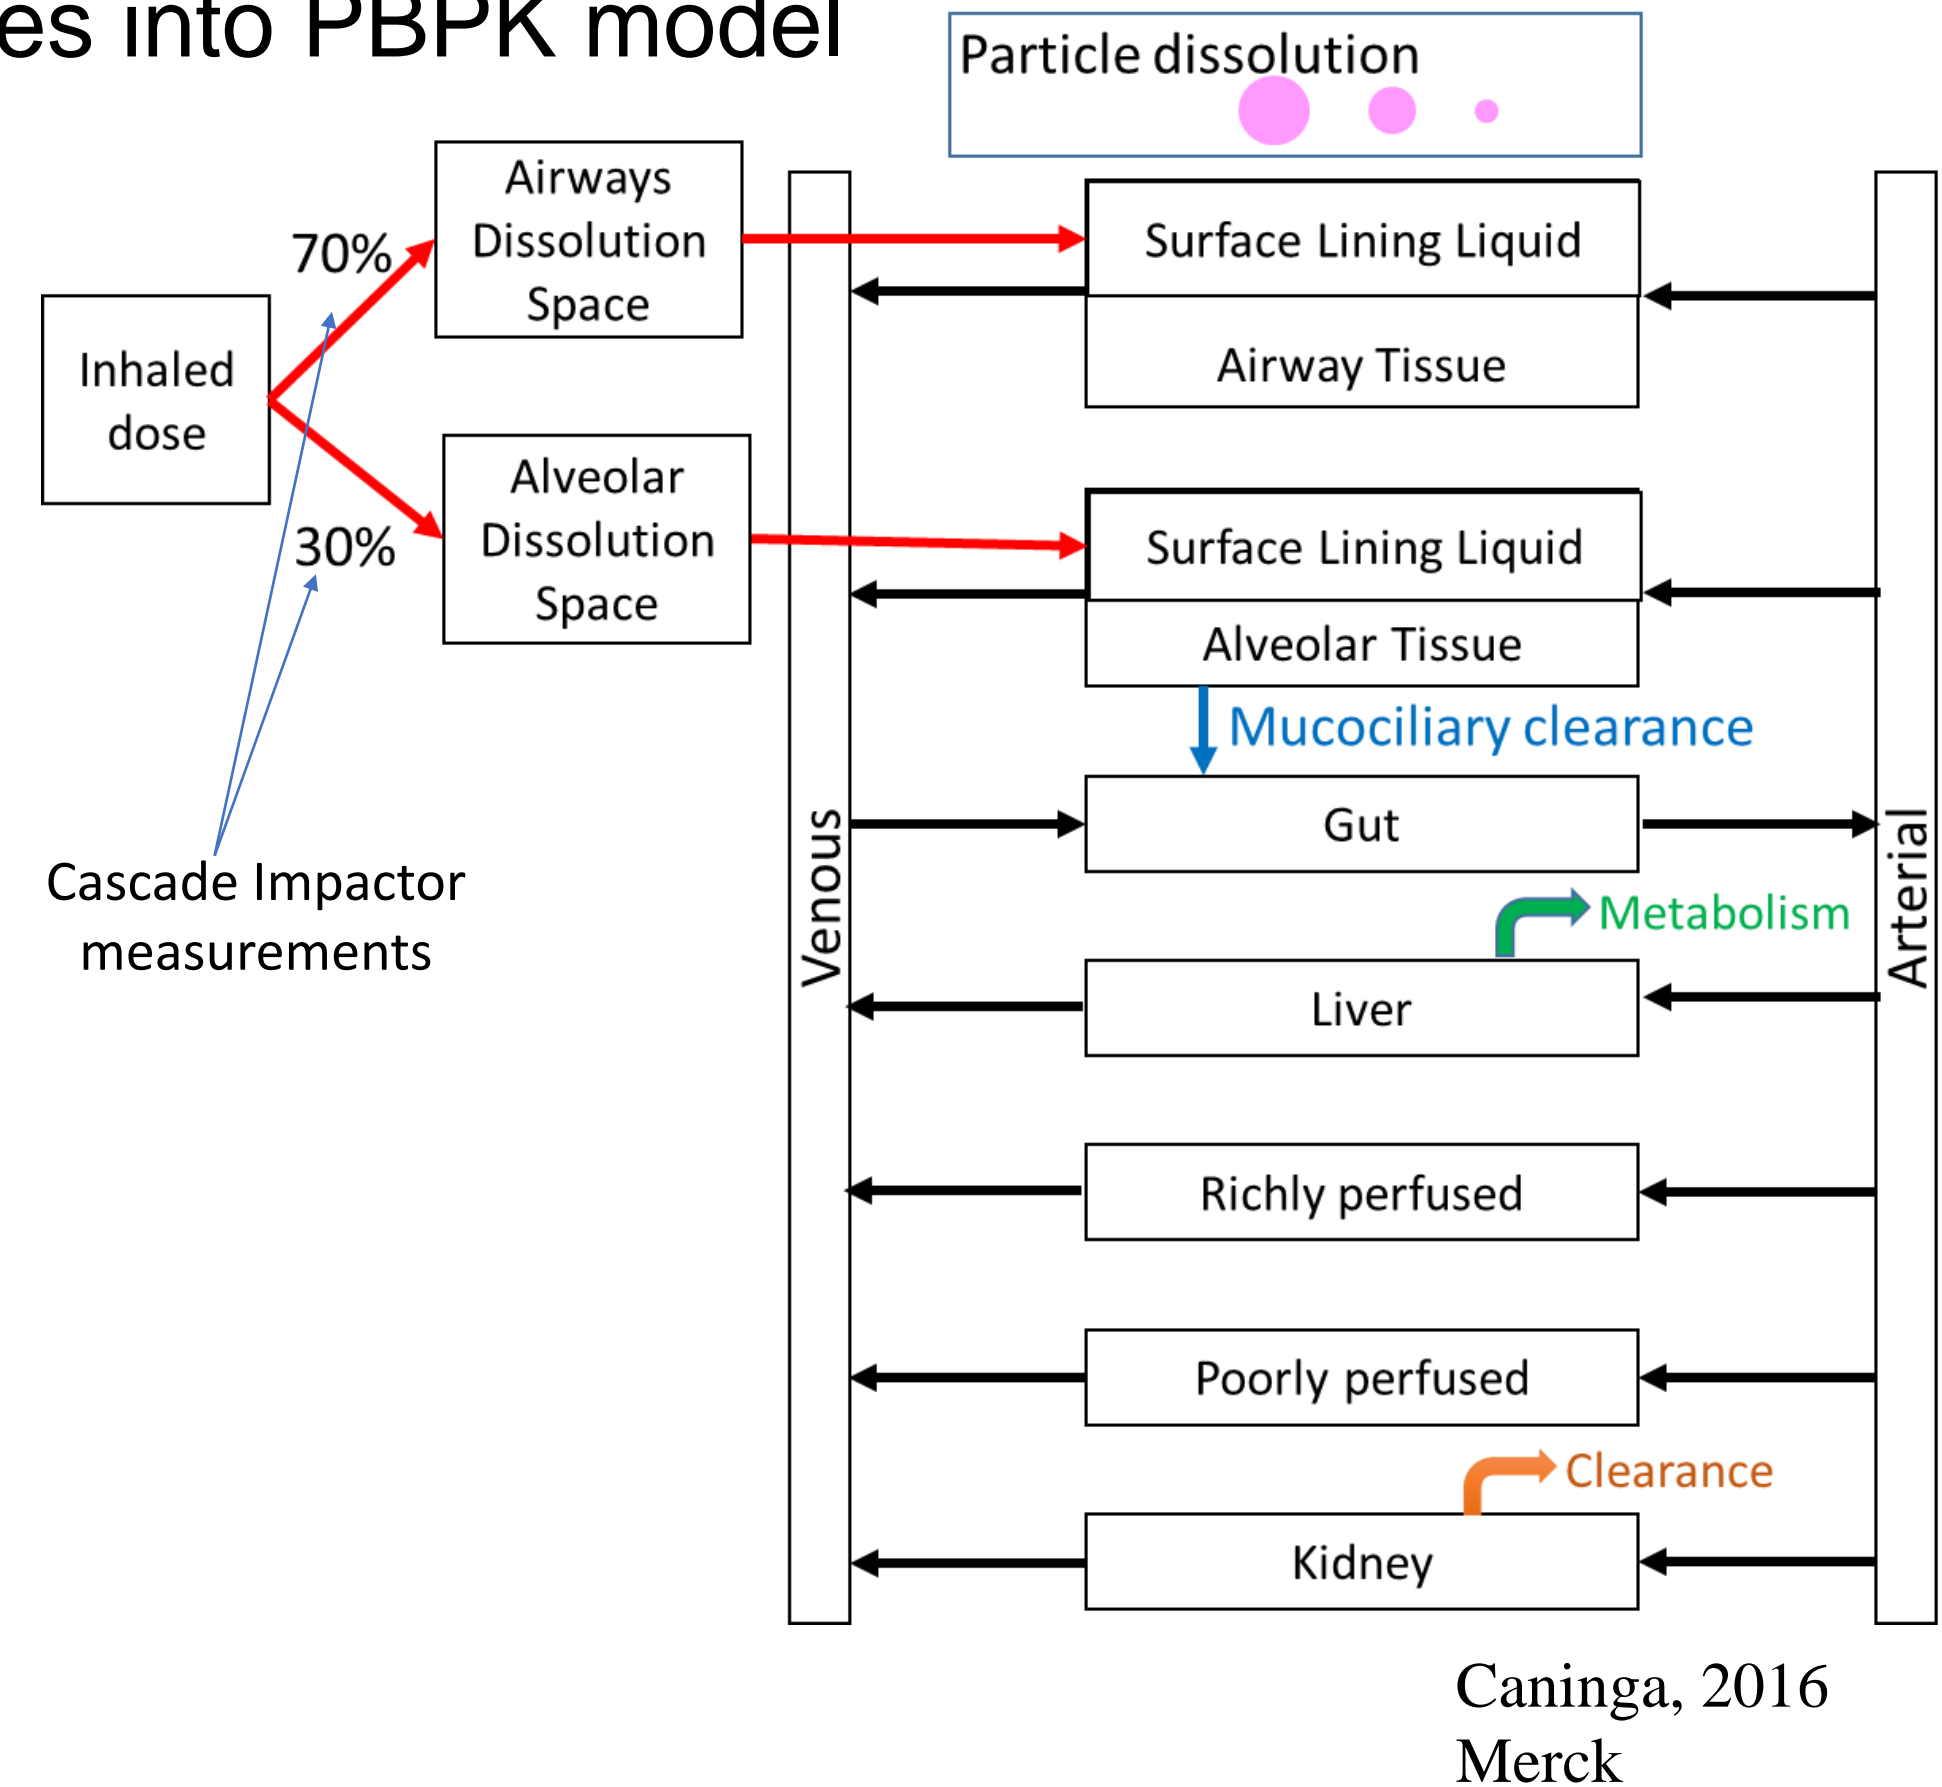 es into PBPK model
Particle dissolution
Airways
Dissolution
Space
70%
Surface Lining Liquid
Inhaled
dose
Airway Tissue
Alveolar
Dissolution
Space
30%
Surface Lining Liquid
Alveolar Tissue
Mucociliary clearance
Cascade Impactor
measurements
Venous
Gut
Arterial
Metabolism
Liver
Richly perfused
Poorly perfused
Clearance
Kidney
Caninga, 2016
Merck